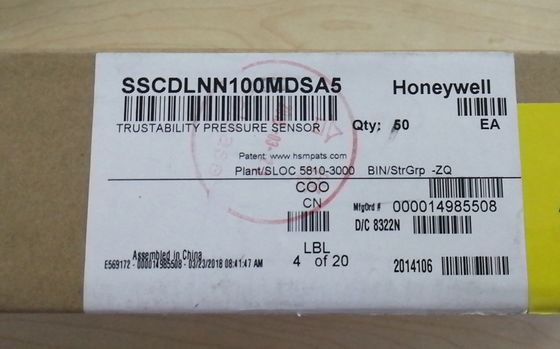 SSCDLNN100MDSA5 Honeywell
TRUSTABILITY PRESSURE SENSOR Qty: 50 EA
Patent: www.hsmpats.com
Plant/SLOC 5810-3000 BIN/StrGrp -ZQ
COO
CN MfgOrd # 000014985508
D/C 8322N
LBL
Assembled in China
4 of 20 2014106
E569172 - 000014985508 - 03/23/2018 08:41:47 AM